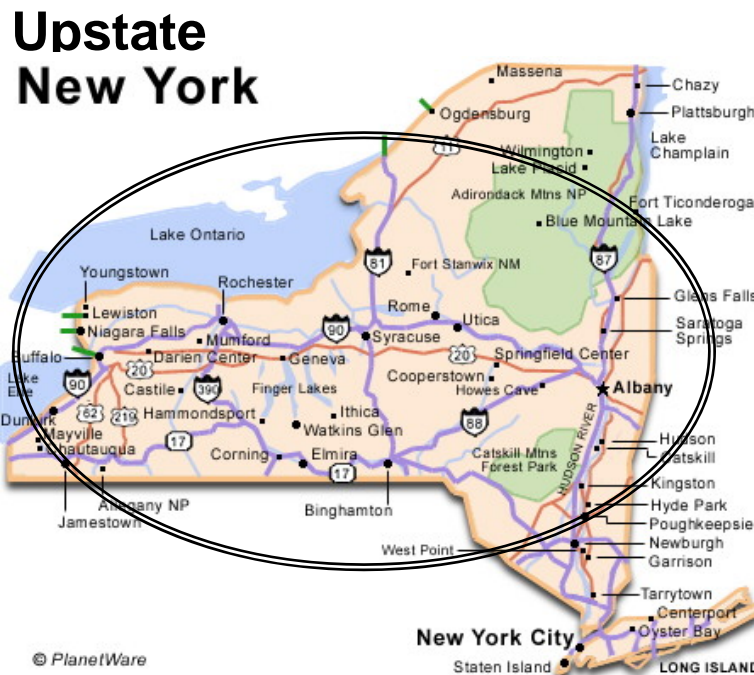 Upstate
New York
Massena
Chazy
Ogdensburg
Plattsburgh
Lake
Champlain
11
Wilmington
Lake Placid
Adirondack Mtns NP
Fort Ticonderoga
Blue Mountain Lake
Lake Ontario
81
Fort Stanwix NM
87
Youngstown
Rochester
Glens Falls
Lewiston
Rome
Niagara Falls
90
Utica
Saratoga
Springs
Mumford
Syracuse
Buffalo
Darien Center
Geneva
20
Springfield Center
20
Lake
Erie
90
Castile
390
Finger Lakes
Cooperstown
Howes Cave
Albany
Dunkirk
62
219
Hammondsport
Ithica
Watkins Glen
88
HUDSON RIVER
Mayville
Chautauqua
17
Corning
Elmira
17
Catskill Mtns
Forest Park
Hudson
Catskill
Kingston
Allegany NP
Jamestown
Binghamton
Hyde Park
Poughkeepsie
West Point
Newburgh
Garrison
Tarrytown
Centerport
New York City
Oyster Bay
© PlanetWare
Staten Island
LONG ISLAND